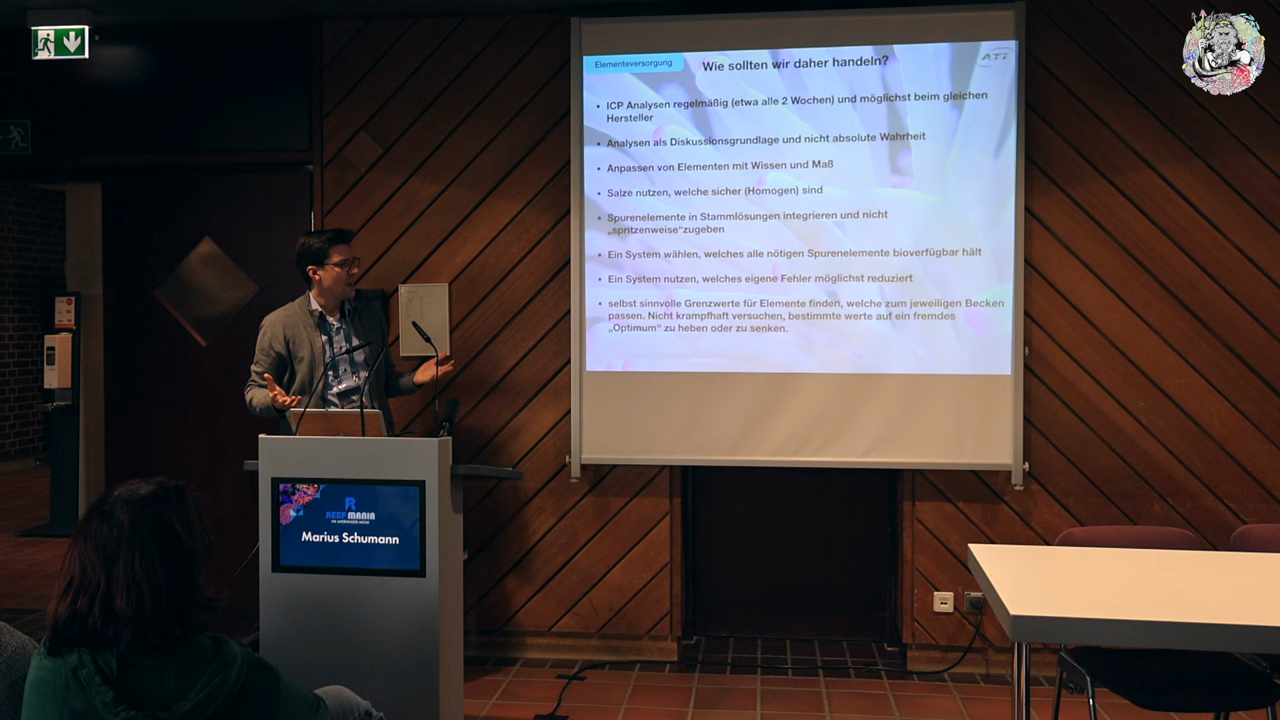 Elementeversorgung
Wie sollten wir daher handeln?
ATI
• ICP Analysen regelmäßig (etwa alle 2 Wochen) und möglichst beim gleichen
Hersteller
• Analysen als Diskussionsgrundlage und nicht absolute Wahrheit
• Anpassen von Elementen mit Wissen und Maß
• Salze nutzen, welche sicher (Homogen) sind
• Spurenelemente in Stammlösungen integrieren und nicht
„spritzenweise“zugeben
• Ein System wählen, welches alle nötigen Spurenelemente bioverfügbar hält
• Ein System nutzen, welches eigene Fehler möglichst reduziert
• selbst sinnvolle Grenzwerte für Elemente finden, welche zum jeweiligen Becken
passen. Nicht krampfhaft versuchen, bestimmte werte auf ein fremdes
„Optimum“ zu heben oder zu senken.
REEF MANIA
Marius Schumann